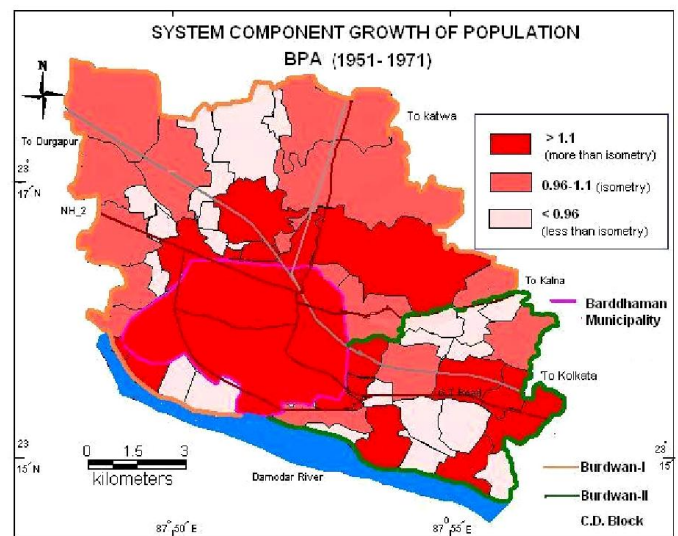 SYSTEM COMPONENT GROWTH OF POPULATION
BPA (1951-1971)
N
To katwa
To Durgapur
> 1.1
(more than isometry)
0.96-1.1 (isometry)
< 0.96
(less than isometry)
23°
17' N
NH_2
To Kalna
Barddhaman
Municipality
To Kolkata
23
15' N
0 1.5 3
kilometers
Damodar River
23°
15'
Burdwan-I
Burdwan-II
C.D. Block
87° 50' E
87° 55' E